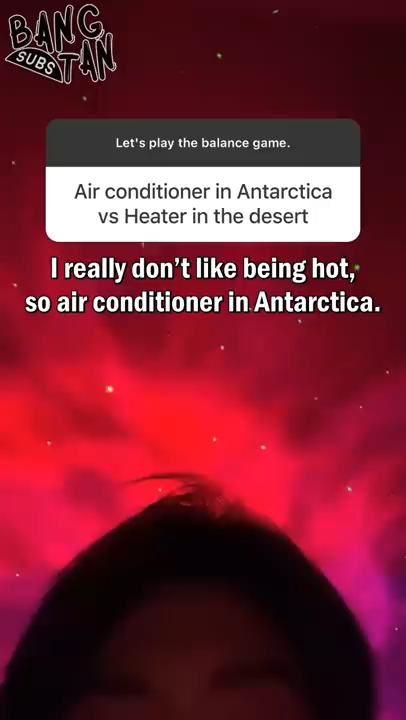 BANG
TAN
SUBS
Let's play the balance game.
Air conditioner in Antarctica
vs Heater in the desert
I really don't like being hot,
so air conditioner in Antarctica.